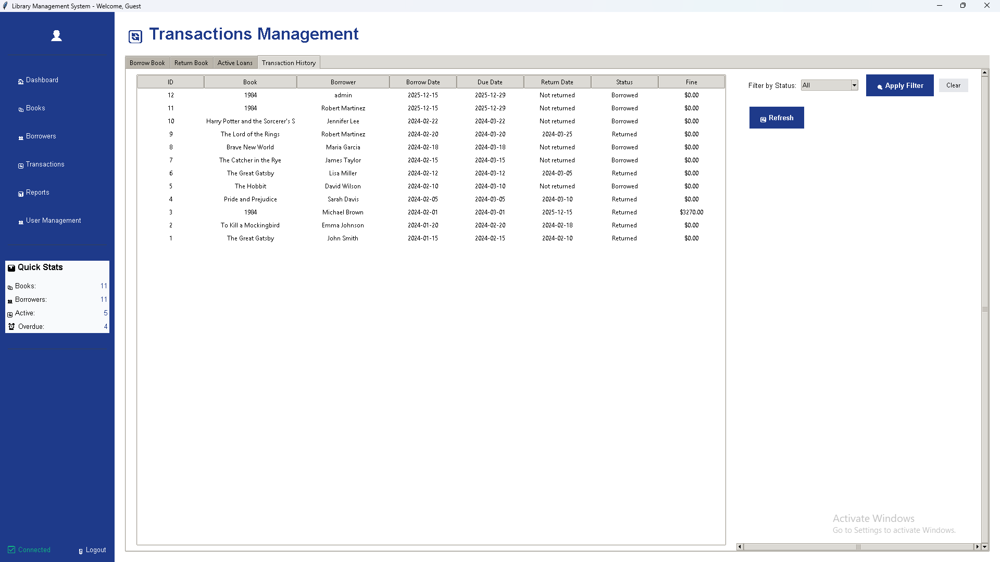 Library Management System - Welcome, Guest
Transactions Management
Dashboard
Books
Borrowers
Transactions
Reports
User Management
Quick Stats
Books: 11
Borrowers: 11
Active: 5
Overdue: 4
Connected Logout
Borrow Book Return Book Active Loans Transaction History
ID Book Borrower Borrow Date Due Date Return Date Status Fine
12 1984 admin 2025-12-15 2025-12-29 Not returned Borrowed $0.00
11 1984 Robert Martinez 2025-12-15 2025-12-29 Not returned Borrowed $0.00
10 Harry Potter and the Sorcerer's S Jennifer Lee 2024-02-22 2024-03-22 Not returned Borrowed $0.00
9 The Lord of the Rings Robert Martinez 2024-02-20 2024-03-20 2024-03-25 Returned $0.00
8 Brave New World Maria Garcia 2024-02-18 2024-03-18 Not returned Borrowed $0.00
7 The Catcher in the Rye James Taylor 2024-02-15 2024-03-15 Not returned Borrowed $0.00
6 The Great Gatsby Lisa Miller 2024-02-12 2024-03-12 2024-03-05 Returned $0.00
5 The Hobbit David Wilson 2024-02-10 2024-03-10 Not returned Borrowed $0.00
4 Pride and Prejudice Sarah Davis 2024-02-05 2024-03-05 2024-03-10 Returned $0.00
3 1984 Michael Brown 2024-02-01 2024-03-01 2025-12-15 Returned $3270.00
2 To Kill a Mockingbird Emma Johnson 2024-01-20 2024-02-20 2024-02-18 Returned $0.00
1 The Great Gatsby John Smith 2024-01-15 2024-02-15 2024-02-10 Returned $0.00
Filter by Status: All Apply Filter Clear
Refresh
Activate Windows
Go to Settings to activate Windows.